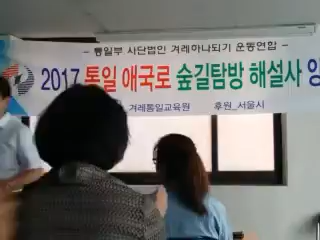 - 통일부 사단법인 겨레하나되기 운동연합 -
2017 통일 애국로 숲길탐방 해설사 양
겨레통일교육원 후원_서울시